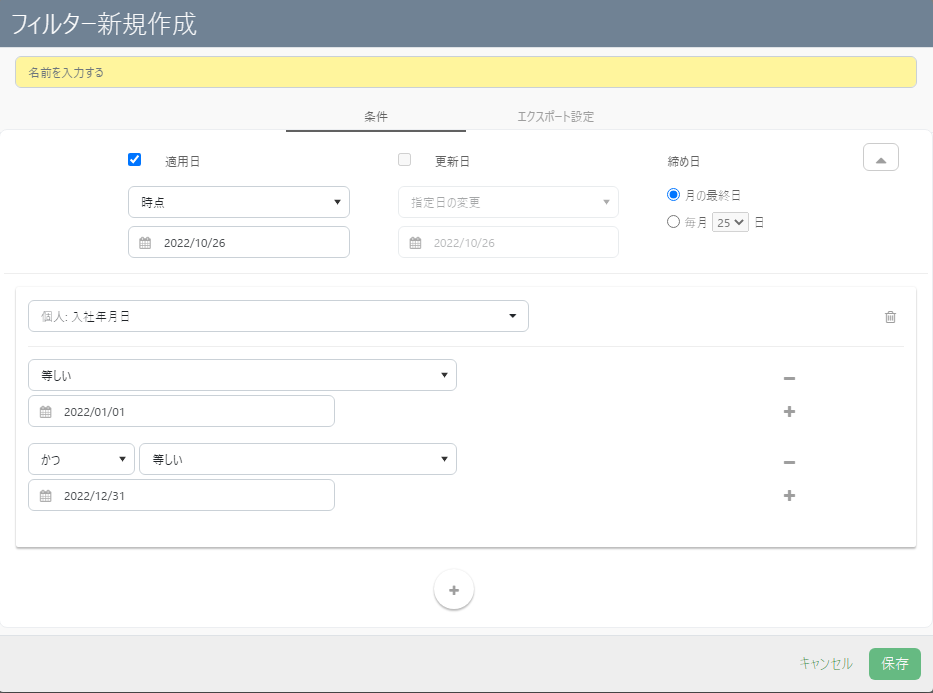 フィルター新規作成
名前を入力する
条件 エクスポート設定
適用日 更新日 締め日
時点 指定日の変更 月の最終日
毎月 25 日
2022/10/26 2022/10/26
個人: 入社年月日
等しい
2022/01/01
かつ 等しい
2022/12/31
キャンセル 保存